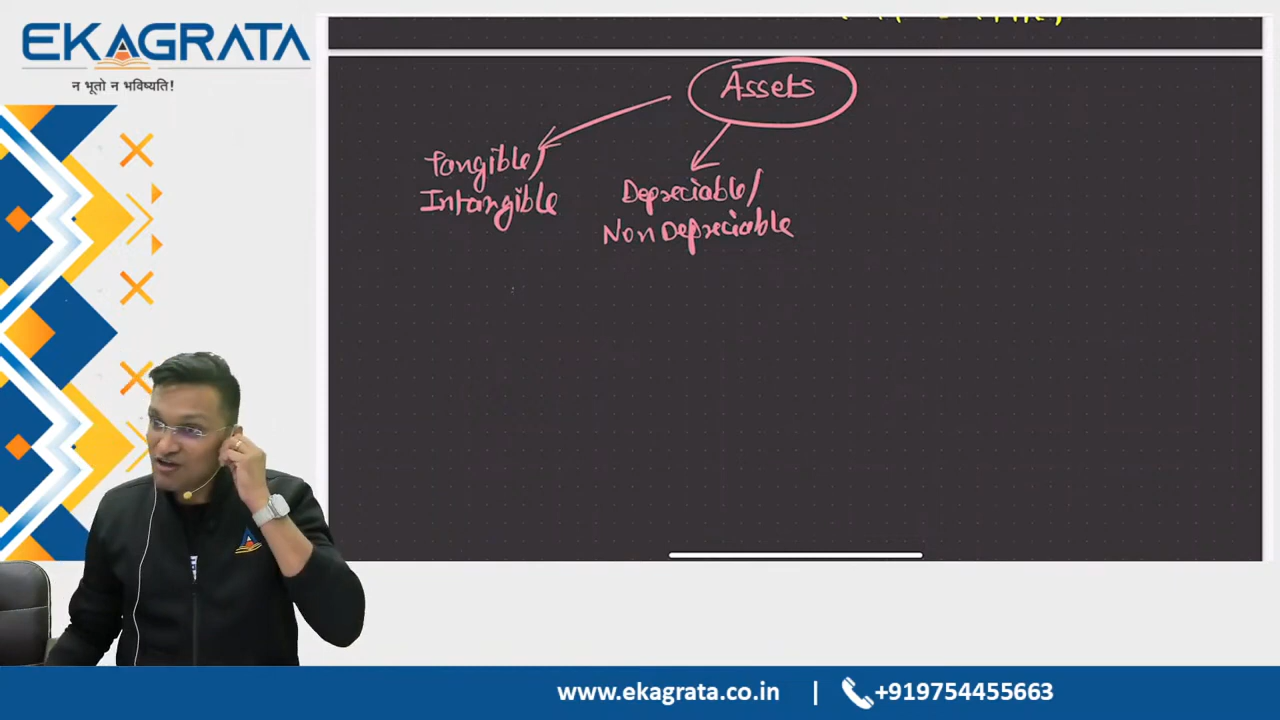 EKAGRATA
न भूतो न भविष्यति!
Assets
Tangible/
Intangible
Depreciable/
Non Depreciable
www.ekagrata.co.in | +919754455663